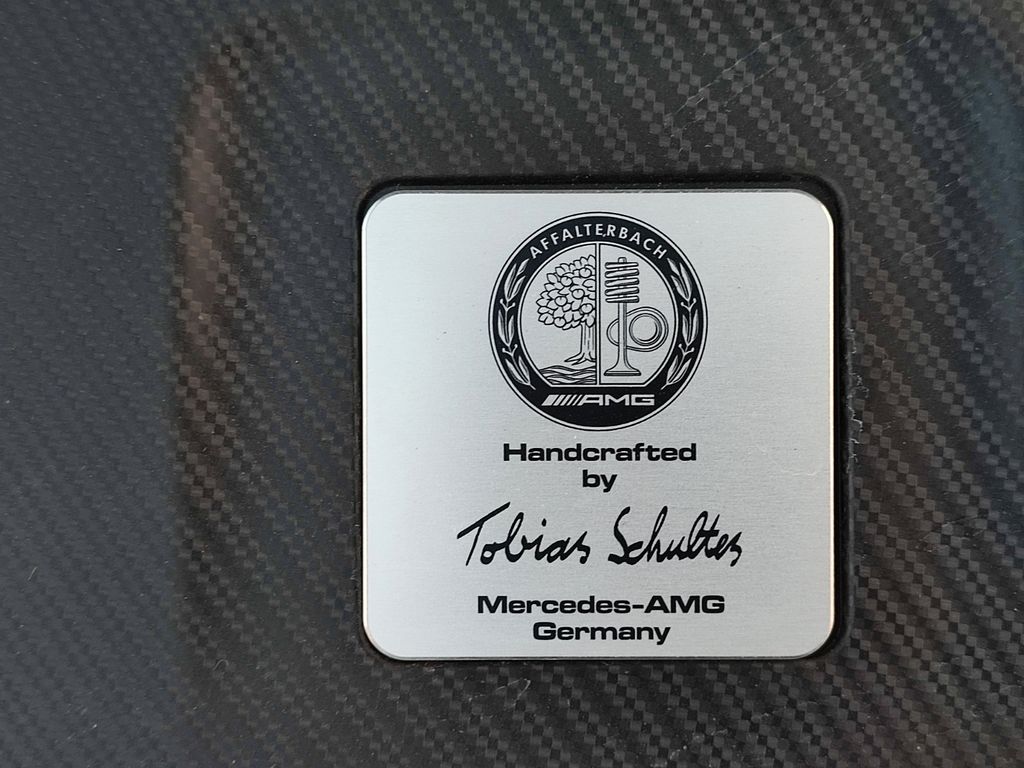 AFFALTERBACH
AMG
Handcrafted
by
Tobias Schultes
Mercedes-AMG
Germany